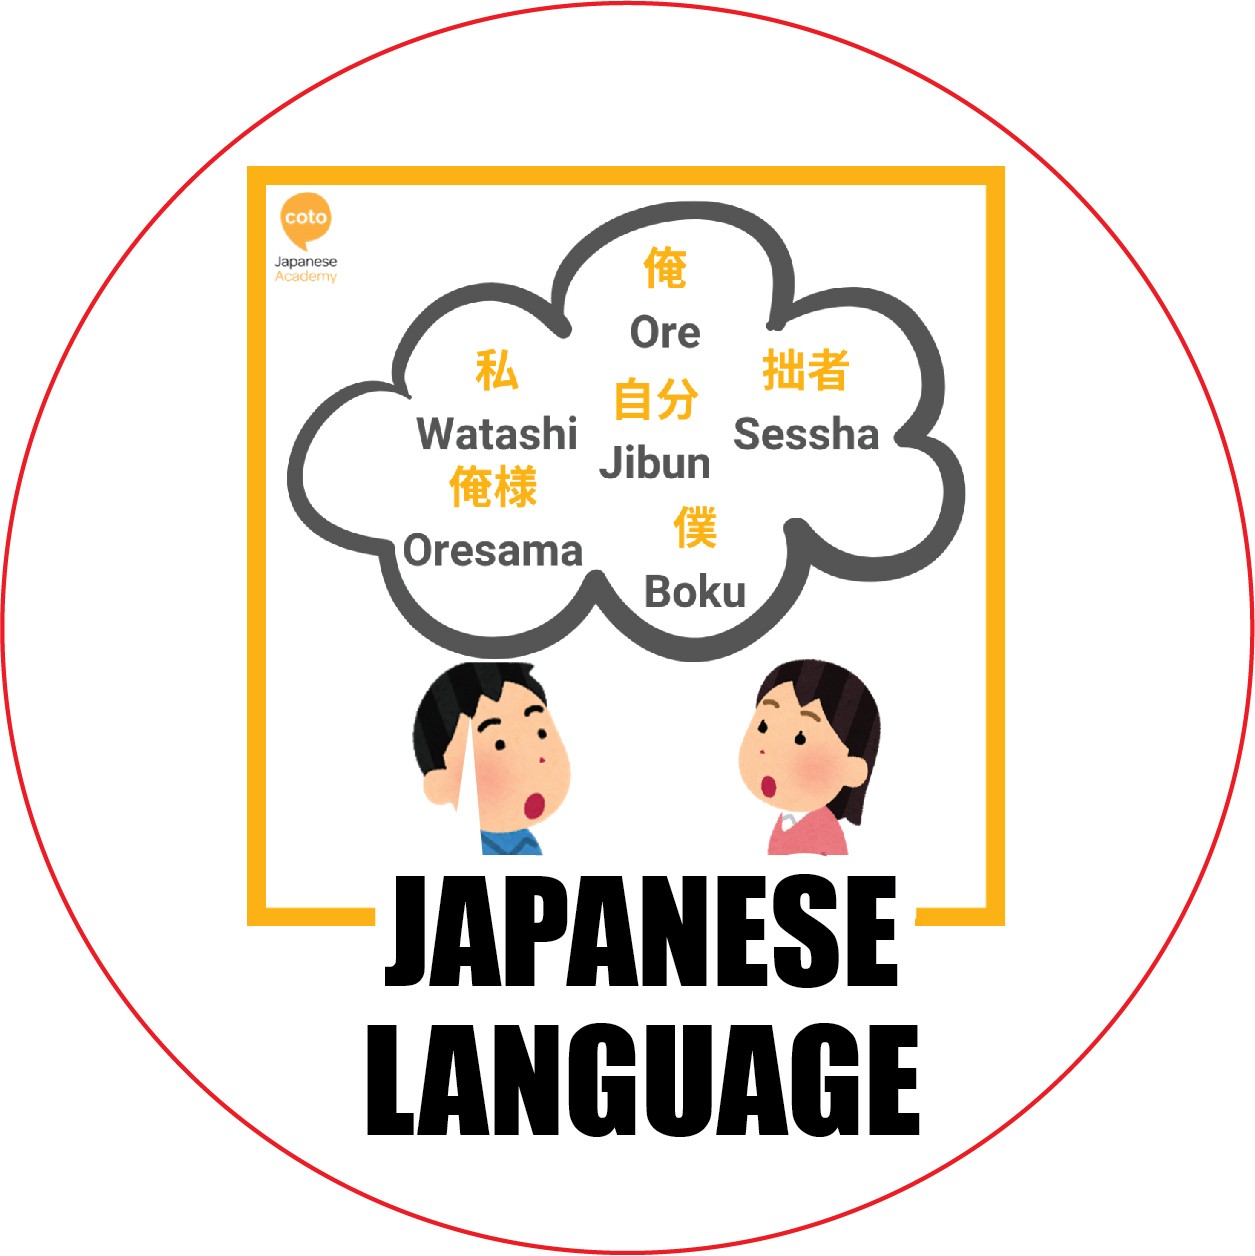 coto
Japanese
Academy
俺
Ore
私
Watashi
自分
Jibun
拙者
Sessha
俺様
Oresama
僕
Boku
JAPANESE
LANGUAGE